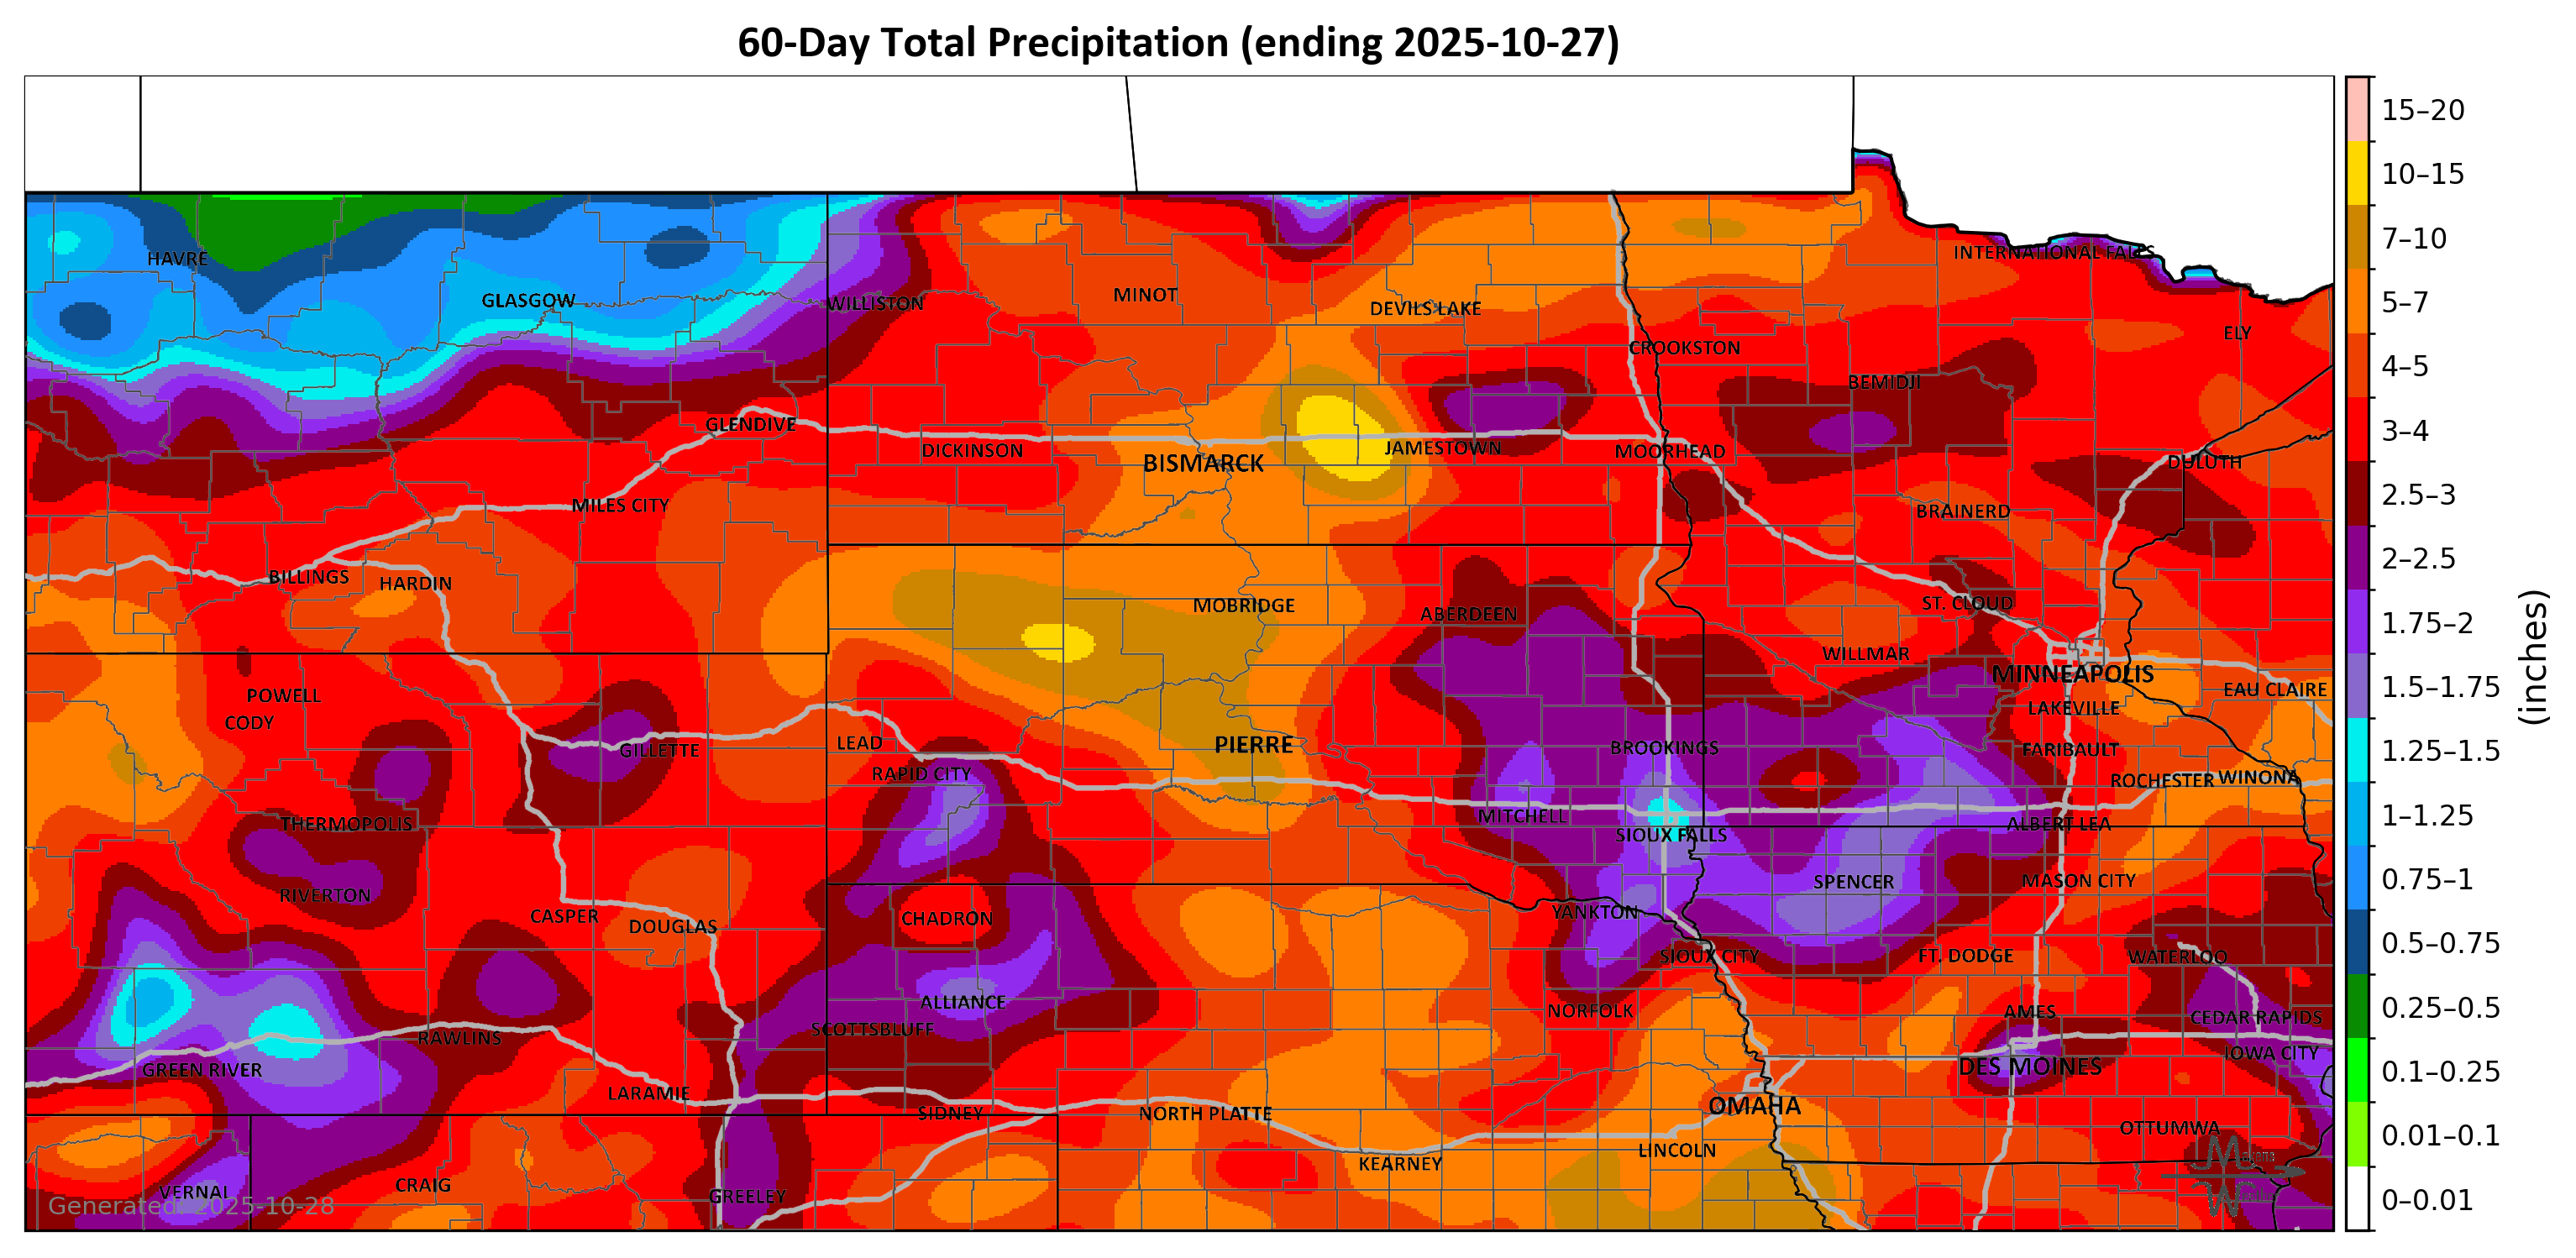 60-Day Total Precipitation (ending 2025-10-27)
15–20
10–15
7–10
5–7
4–5
3–4
2.5–3
2–2.5
1.75–2
1.5–1.75
1.25–1.5
1–1.25
0.75–1
0.5–0.75
0.25–0.5
0.1–0.25
0.01–0.1
0–0.01
(inches)
INTERNATIONAL FALLS
HAVRE
GLASGOW
WILLISTON
MINOT
DEVILS LAKE
ELY
CROOKSTON
BEMIDJI
GLENDIVE
DICKINSON
BISMARCK
JAMESTOWN
MOORHEAD
DULUTH
MILES CITY
BRAINERD
BILLINGS
HARDIN
MOBRIDGE
ABERDEEN
ST. CLOUD
WILLMAR
MINNEAPOLIS
POWELL
EAU CLAIRE
CODY
LAKEVILLE
GILLETTE
LEAD
PIERRE
BROOKINGS
FARIBAULT
RAPID CITY
ROCHESTER
WINONA
THERMOPOLIS
MITCHELL
ALBERT LEA
SIOUX FALLS
RIVERTON
SPENCER
MASON CITY
CASPER
DOUGLAS
CHADRON
YANKTON
SIOUX CITY
FT. DODGE
WATERLOO
ALLIANCE
NORFOLK
AMES
CEDAR RAPIDS
SCOTTSBLUFF
RAWLINS
IOWA CITY
GREEN RIVER
DES MOINES
LARAMIE
SIDNEY
NORTH PLATTE
OMAHA
OTTUMWA
LINCOLN
KEARNEY
VERNAL
CRAIG
GREELEY
Generated: 2025-10-28